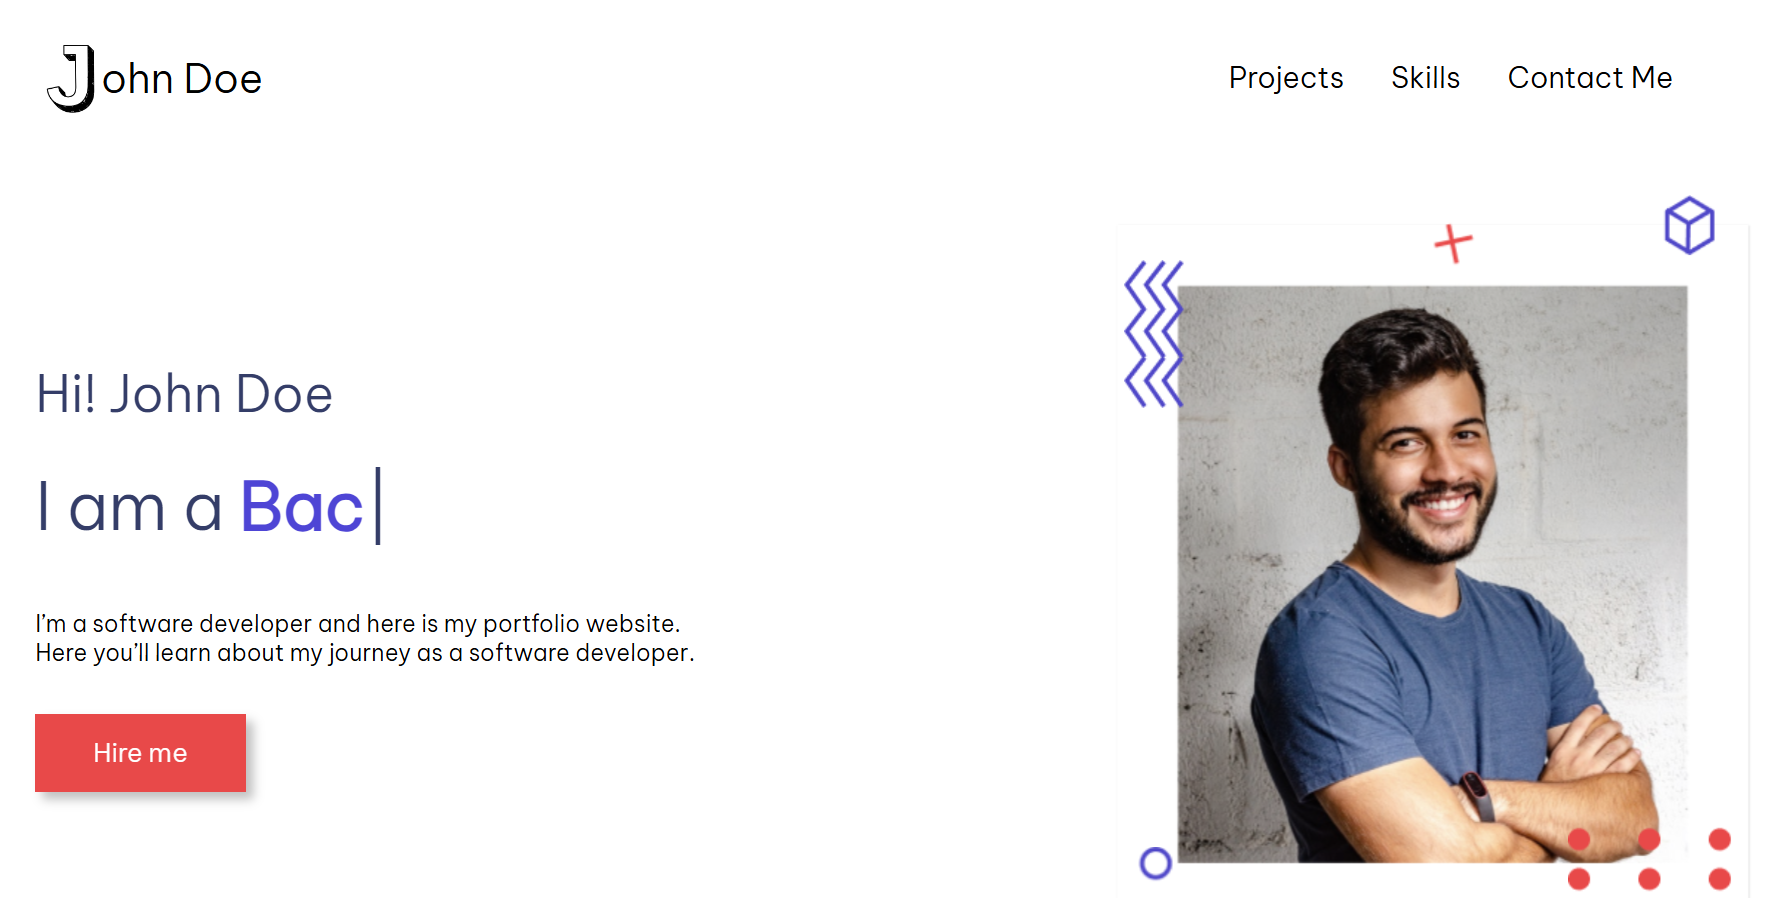 John Doe
Projects Skills Contact Me
Hi! John Doe
I am a Bac|
I’m a software developer and here is my portfolio website.
Here you’ll learn about my journey as a software developer.
Hire me